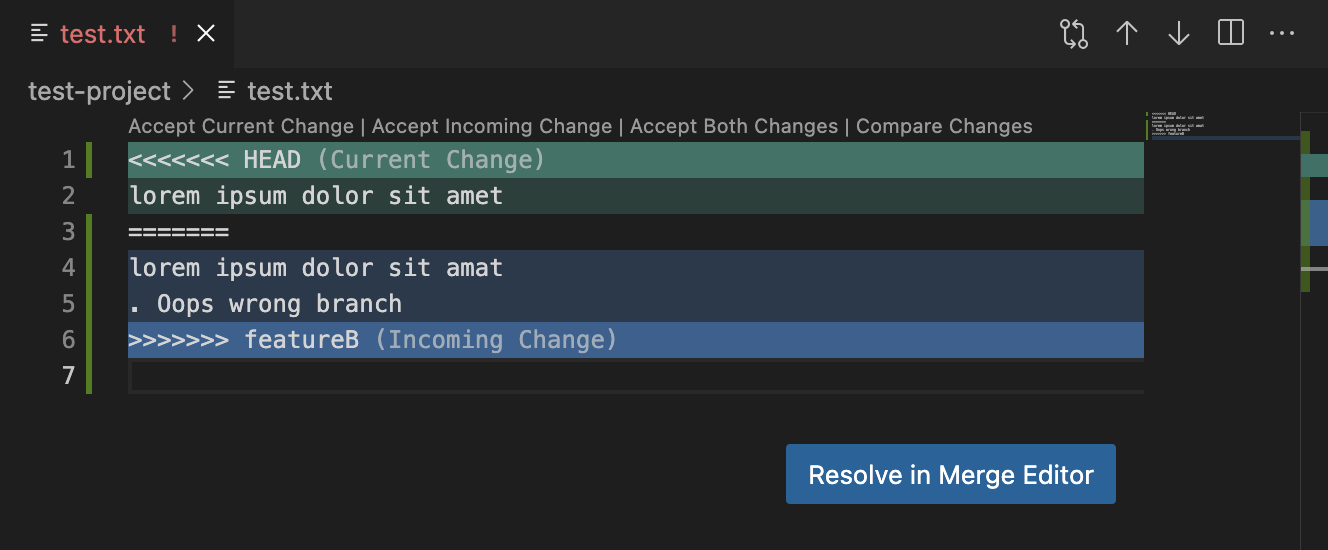 test.txt !
test-project > test.txt
Accept Current Change | Accept Incoming Change | Accept Both Changes | Compare Changes
1 <<<<<<< HEAD (Current Change)
2 lorem ipsum dolor sit amet
3 =======
4 lorem ipsum dolor sit amat
5 . Oops wrong branch
6 >>>>>>> featureB (Incoming Change)
7
Resolve in Merge Editor